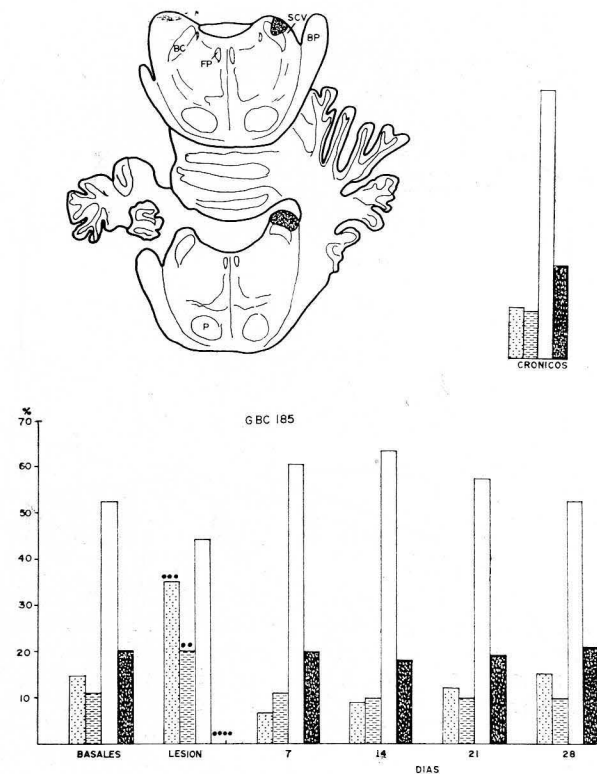 SCV
BC
BP
FP
P
CRONICOS
GBC 185
%
70
60
50
40
30
20
10
BASALES LESION 7 14 21 28
DIAS